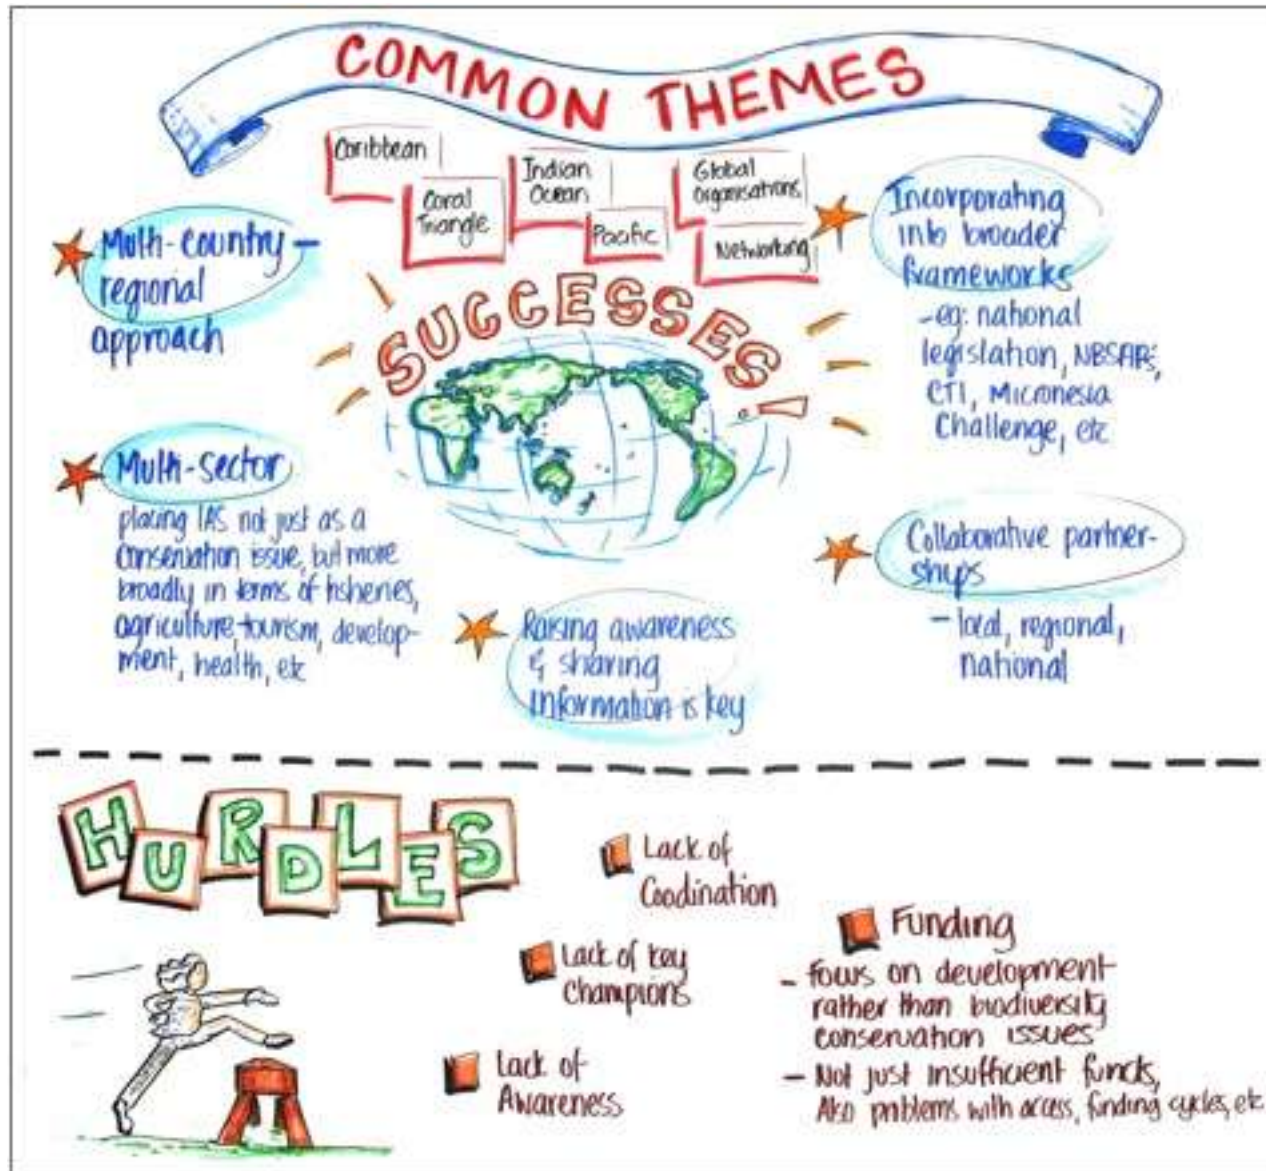 COMMON THEMES
Caribbean
Coral
Triangle
Indian
Ocean
Pacific
Global
Organisations
Networking
SUCCESSES!
Multi-country –
regional
approach
Multi-sector
placing IAS not just as a
conservation issue, but more
broadly in terms of fisheries,
agriculture, tourism, develop-
ment, health, etc
Raising awareness
& sharing
information is key
Incorporating
into broader
frameworks
-eg: national
legislation, NBSAPs,
CTI, Micronesia
Challenge, etc
Collaborative partner-
ships
- local, regional,
national
HURDLES
Lack of
Coodination
Lack of key
Champions
Lack of
Awareness
Funding
- Focus on development
rather than biodiversity
conservation issues
- Not just insufficient funds,
Also problems with access, funding cycles, etc